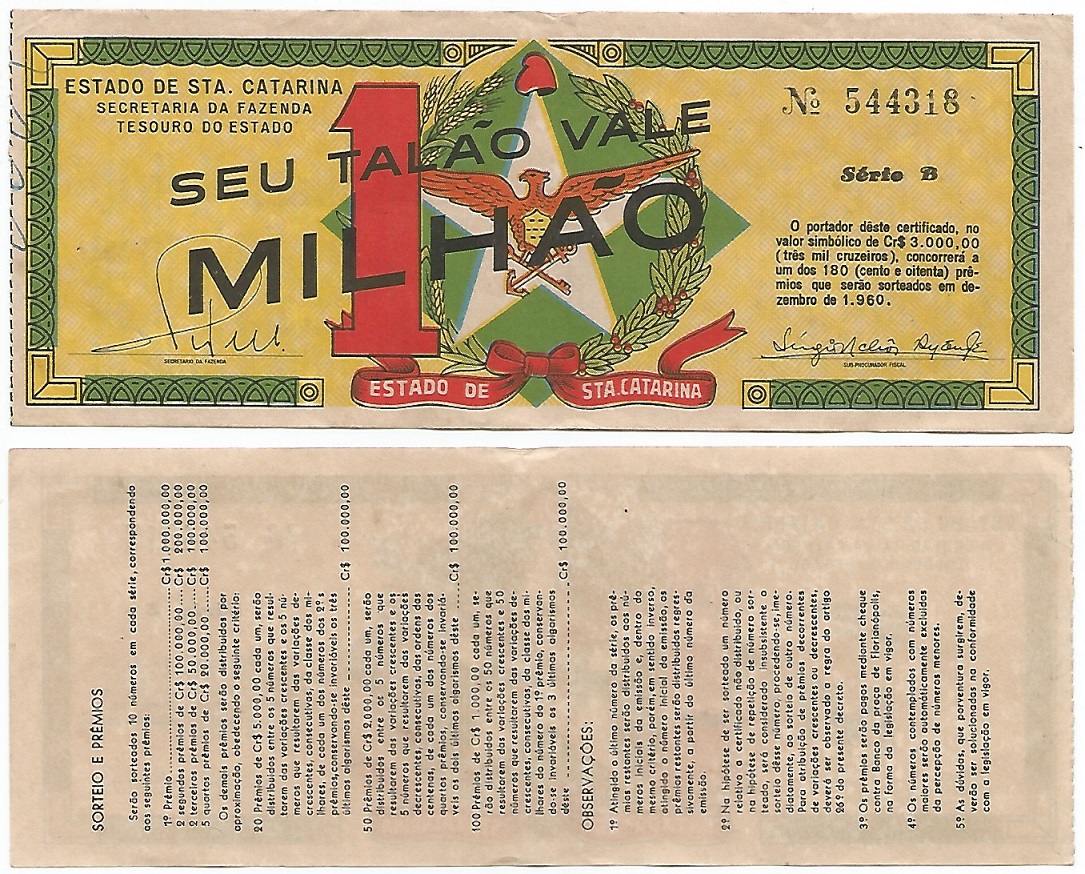 ESTADO DE STA. CATARINA
SECRETARIA DA FAZENDA
TESOURO DO ESTADO
SEU TALÃO VALE
1
MILHÃO
Nº 544318
Série B
O portador dêste certificado, no
valor simbólico de Cr$ 3.000,00
(três mil cruzeiros), concorrerá a
um dos 180 (cento e oitenta) prê-
mios que serão sorteados em de-
zembro de 1.960.
SECRETARIO DA FAZENDA
SUB-PROCURADOR FISCAL
ESTADO DE STA.CATARINA
SORTEIO E PRÊMIOS
Serão sorteados 10 números em cada série, correspondendo
aos seguintes prêmios:
1º Prêmio ........ Cr$ 1.000.000,00
2 segundos prêmios de Cr$ 100.000,00 .... Cr$ 200.000,00
2 terceiros prêmios de Cr$ 50.000,00 .... Cr$ 100.000,00
5 quartos prêmios de Cr$ 20.000,00 .... Cr$ 100.000,00
Os demais prêmios serão distribuidos por
aproximação, obedecendo o seguinte critério:
20 Prêmios de Cr$ 5.000,00 cada um, serão
distribuidos entre os 5 números que resul-
tarem das variações crescentes e os 5 nú-
meros que resultarem das variações de-
crescentes, consecutivas, da classe dos mi-
lhares, de cada um dos números dos 2ºs
prêmios, conservando-se invariáveis os três
últimos algarismos dêste ........ Cr$ 100.000,00
50 Prêmios de Cr$ 2.000,00 cada um, serão
distribuidos entre os 5 números que
resultarem das variações crescentes e os
5 números que resultarem das variações
decrescentes, consecutivas, das ordens das
centenas, de cada um dos números dos
quartos prêmios, conservando-se invariá-
veis os dois últimos algarismos dêste ..... Cr$ 100.000,00
100 Prêmios de Cr$ 1.000,00 cada um, se-
rão distribuidos entre os 50 números que
resultarem das variações crescentes e 50
números que resultarem das variações de-
crescentes, consecutivas, da classe dos mi-
lhares do número do 1º prêmio, conservan-
do-se invariáveis os 3 últimos algarismos
dêste ........ Cr$ 100.000,00
OBSERVAÇÕES:
1º Atingido o último número da série, os prê-
mios restantes serão distribuidos aos nú-
meros iniciais da emissão e, dentro do
mesmo critério, porém, em sentido inverso,
atingido o número inicial da emissão, os
prêmios restantes serão distribuidos regres-
sivamente, a partir do último número da
emissão.
2º Na hipótese de ser sorteado um número
relativo a certificado não distribuido, ou
na hipótese de repetição de número sor-
teado, será considerado insubsistente o
sorteio dêsse número, procedendo-se, ime-
diatamente, ao sorteio de outro número.
Para atribuição de prêmios decorrentes
de variações crescentes ou decrescentes,
deverá ser observado a regra do artigo
26º do presente decreto.
3º Os prêmios serão pagos mediante cheque
contra Banco da praça de Florianópolis,
na forma da legislação em vigor.
4º Os números contemplados com números
maiores serão automáticamente excluidos
da percepção de números menores.
5º As dúvidas, que porventura surgirem, de-
verão ser solucionadas na conformidade
com a legislação em vigor.